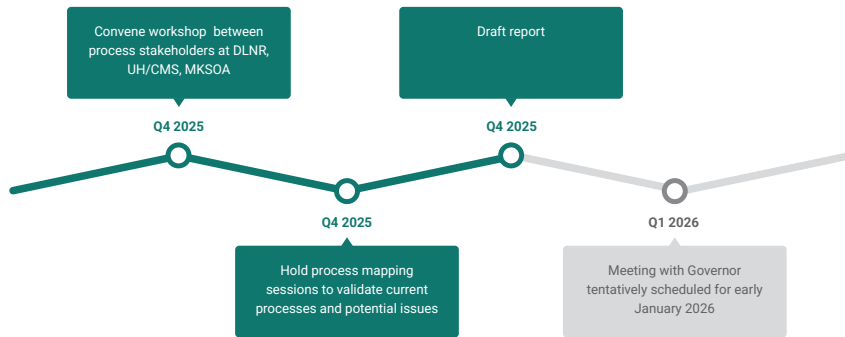 Convene workshop between
process stakeholders at DLNR,
UH/CMS, MKSOA
Q4 2025
Q4 2025
Hold process mapping
sessions to validate current
processes and potential issues
Draft report
Q4 2025
Q1 2026
Meeting with Governor
tentatively scheduled for early
January 2026